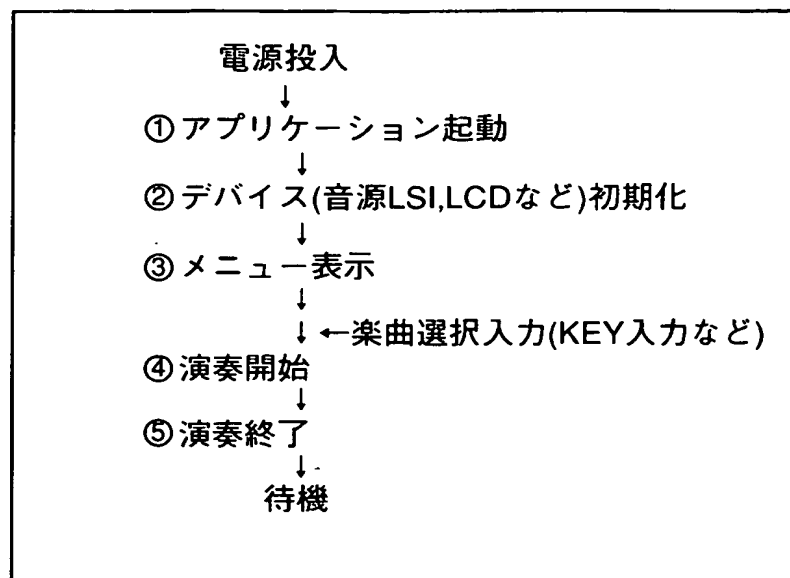 電源投入
↓
①アプリケーション起動
↓
②デバイス(音源LSI,LCDなど)初期化
↓
③メニュー表示
↓
↓ ←楽曲選択入力(KEY入力など)
④演奏開始
↓
⑤演奏終了
↓
待機